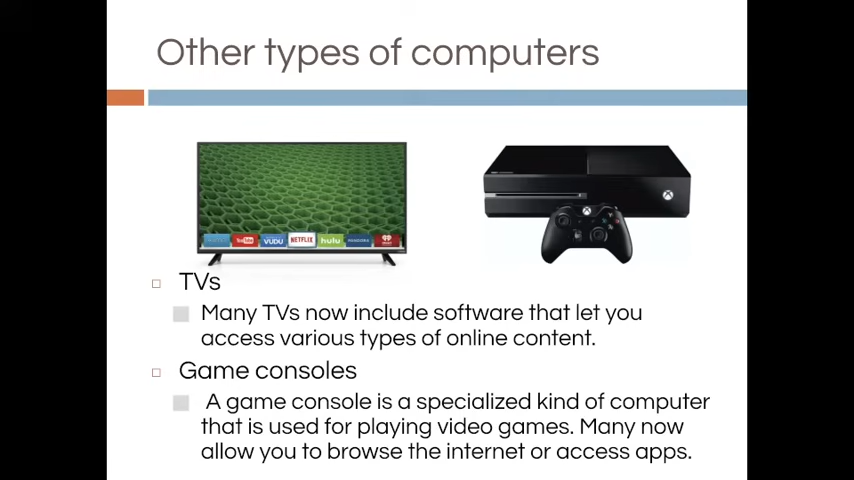 Other types of computers
YouTube VUDU NETFLIX hulu PANDORA iHeart
TVs
Many TVs now include software that let you
access various types of online content.
Game consoles
A game console is a specialized kind of computer
that is used for playing video games. Many now
allow you to browse the internet or access apps.